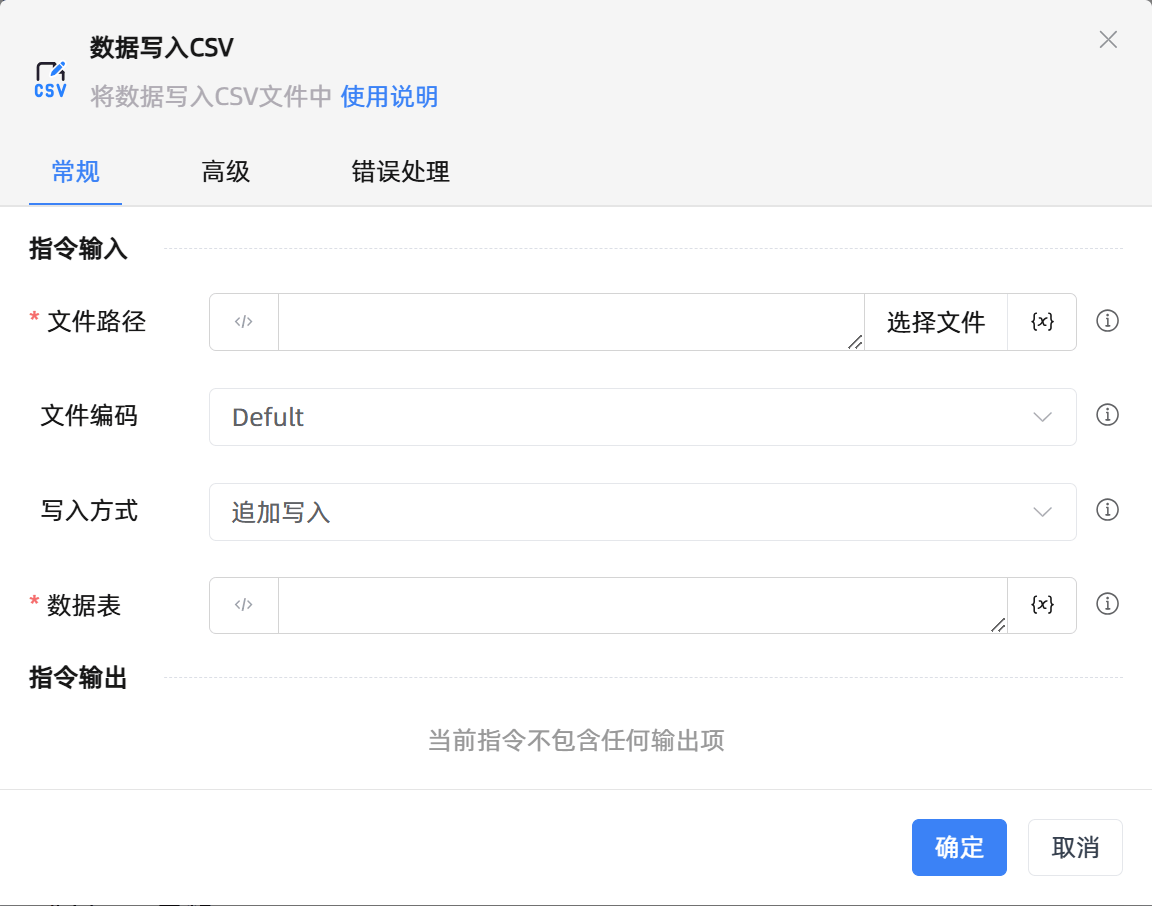 数据写入CSV
CSV
将数据写入CSV文件中 使用说明
常规 高级 错误处理
指令输入
* 文件路径 </> 选择文件 {x}
文件编码 Defult
写入方式 追加写入
* 数据表 </> {x}
指令输出
当前指令不包含任何输出项
确定 取消